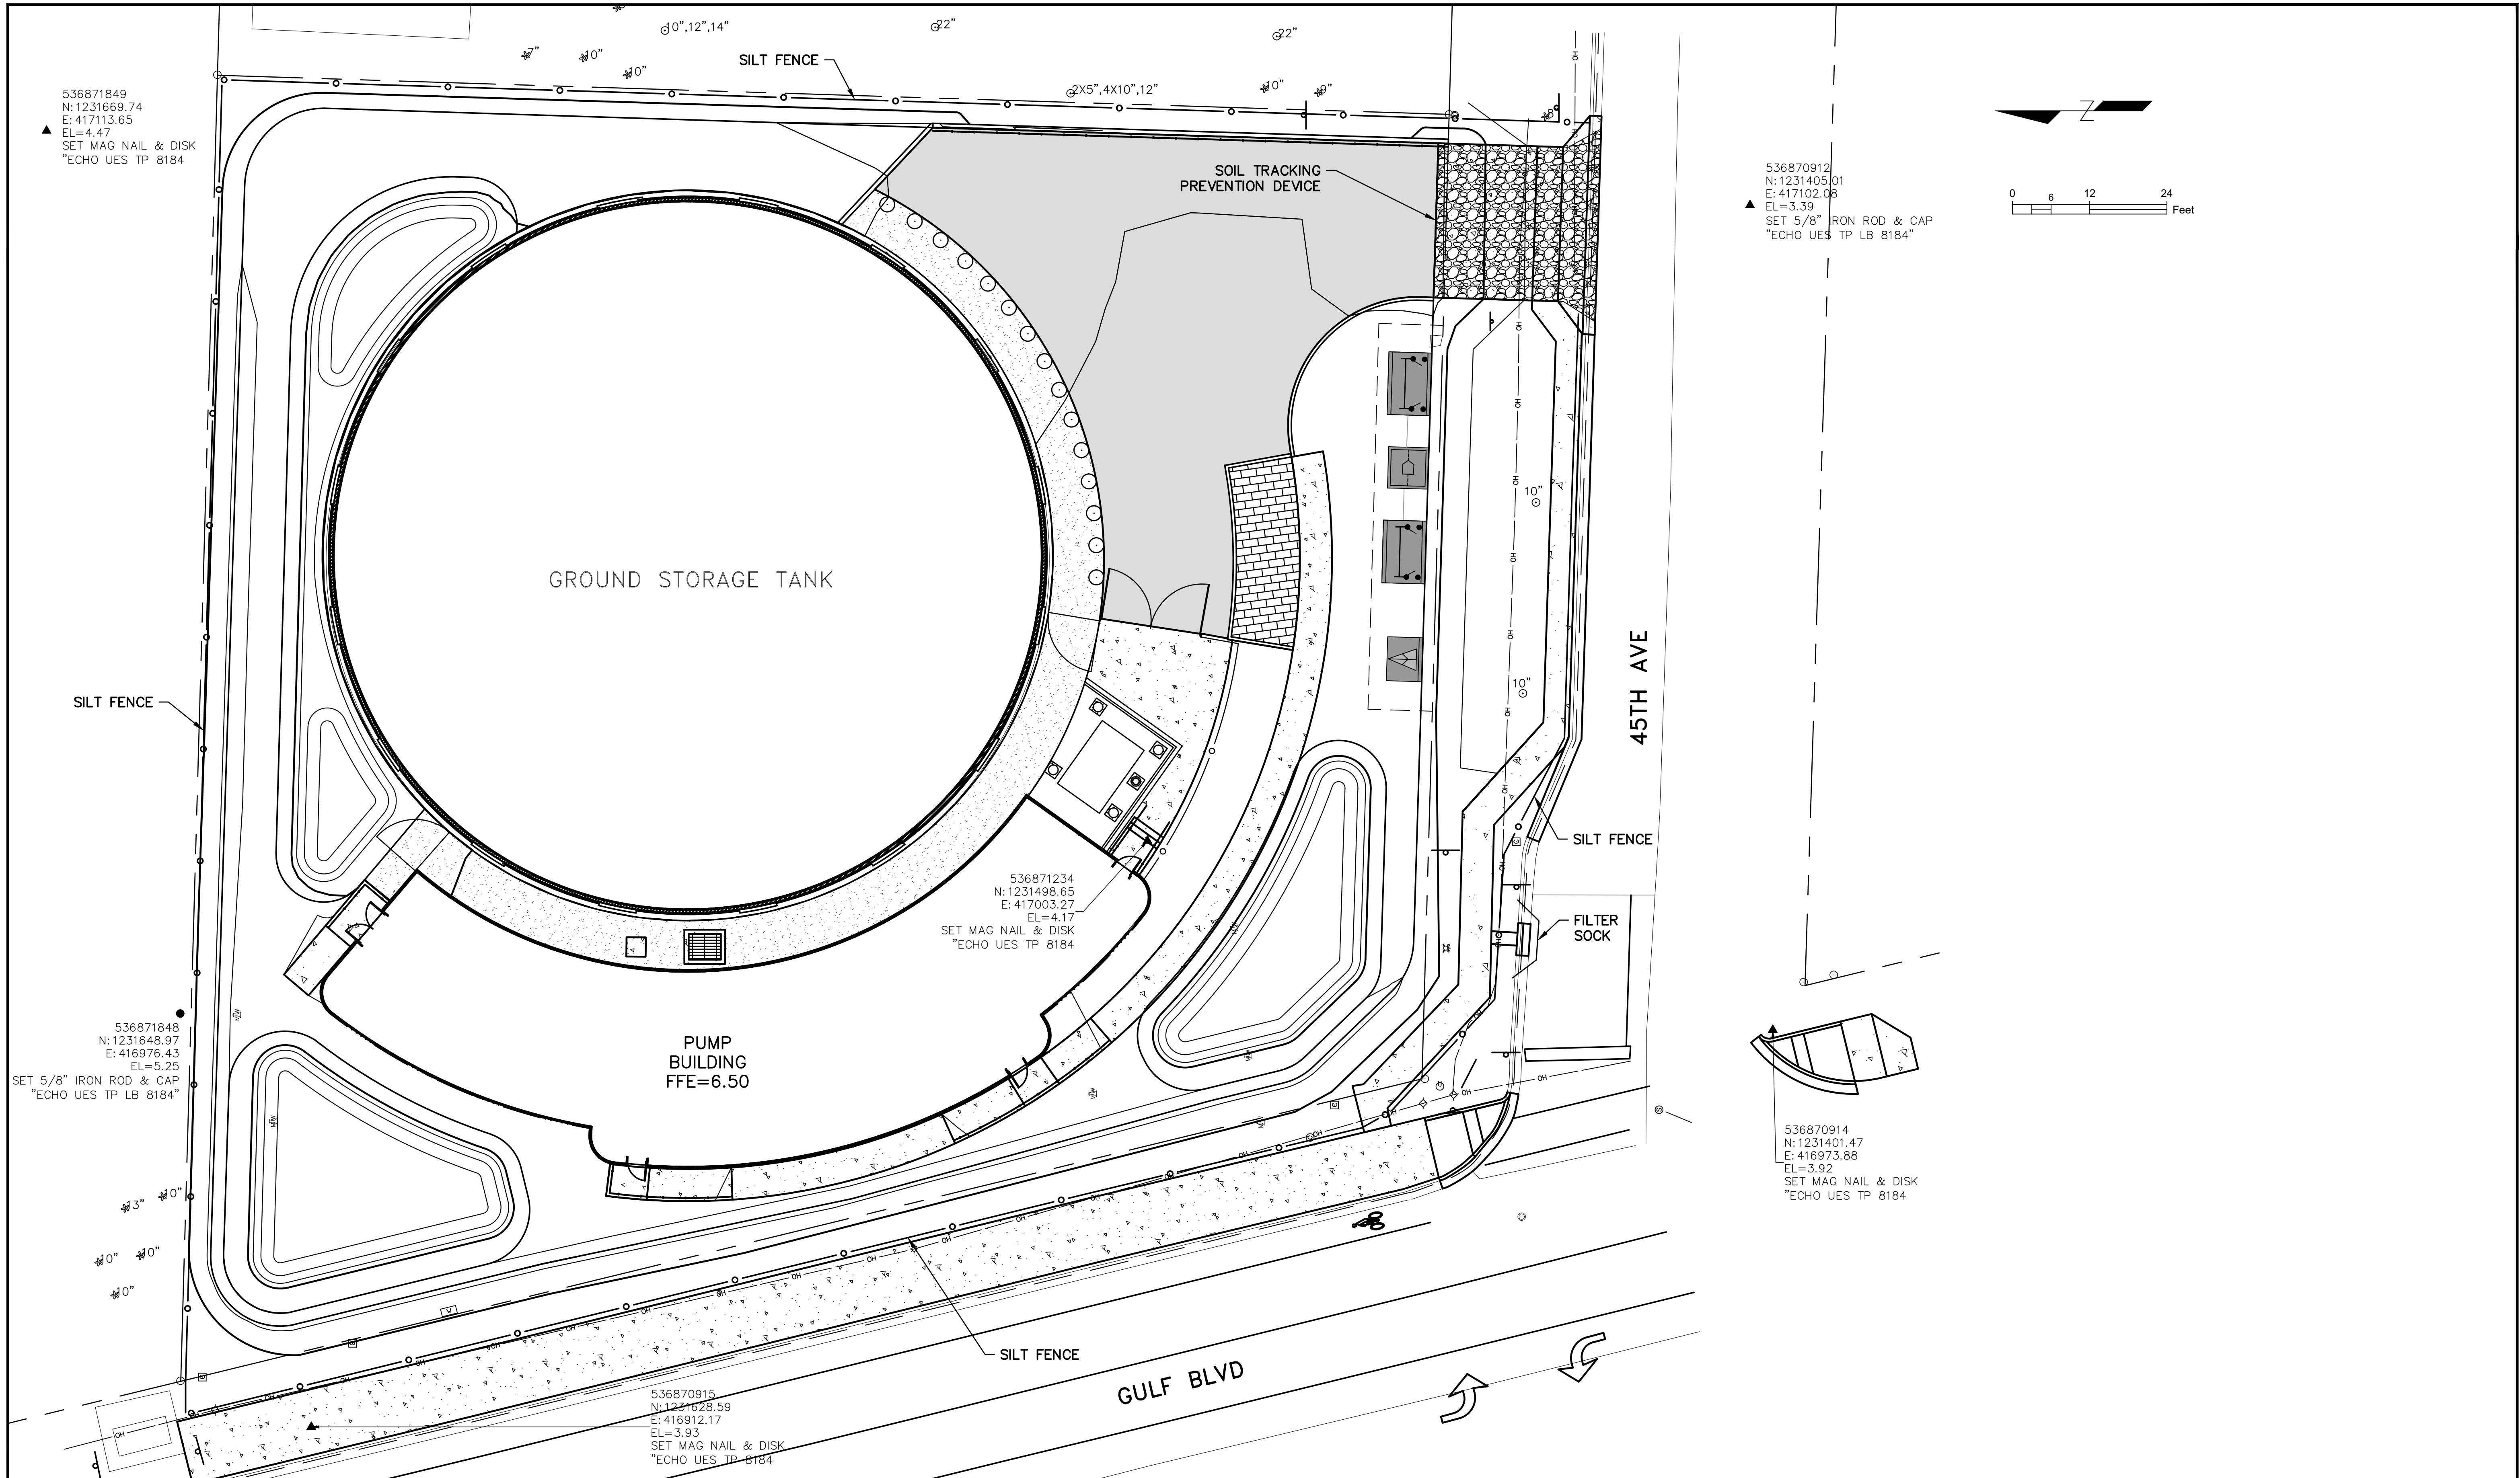 10",12",14"
22"
22"
7"
10"
10"
SILT FENCE
2X5",4X10",12"
10"
9"
8"
536871849
N: 1231669.74
E: 417113.65
EL=4.47
SET MAG NAIL & DISK
"ECHO UES TP 8184
SOIL TRACKING
PREVENTION DEVICE
536870912
N: 1231405.01
E: 417102.08
EL=3.39
SET 5/8" IRON ROD & CAP
"ECHO UES TP LB 8184"
Z
0 6 12 24
Feet
OH
10"
GROUND STORAGE TANK
45TH AVE
10"
SILT FENCE
SILT FENCE
536871234
N: 1231498.65
E: 417003.27
EL=4.17
SET MAG NAIL & DISK
"ECHO UES TP 8184
FILTER
SOCK
536871848
N: 1231648.97
E: 416976.43
EL=5.25
SET 5/8" IRON ROD & CAP
"ECHO UES TP LB 8184"
PUMP
BUILDING
FFE=6.50
536870914
N: 1231401.47
E: 416973.88
EL=3.92
SET MAG NAIL & DISK
"ECHO UES TP 8184
10"
13"
10"
10"
10"
SILT FENCE
GULF BLVD
536870915
N: 1231628.59
E: 416912.17
EL=3.93
SET MAG NAIL & DISK
"ECHO UES TP 8184